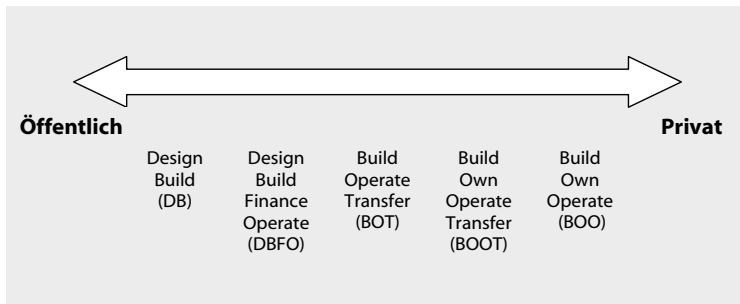 Öffentlich
Privat
Design
Build
(DB)
Design
Build
Finance
Operate
(DBFO)
Build
Operate
Transfer
(BOT)
Build
Own
Operate
Transfer
(BOOT)
Build
Own
Operate
(BOO)